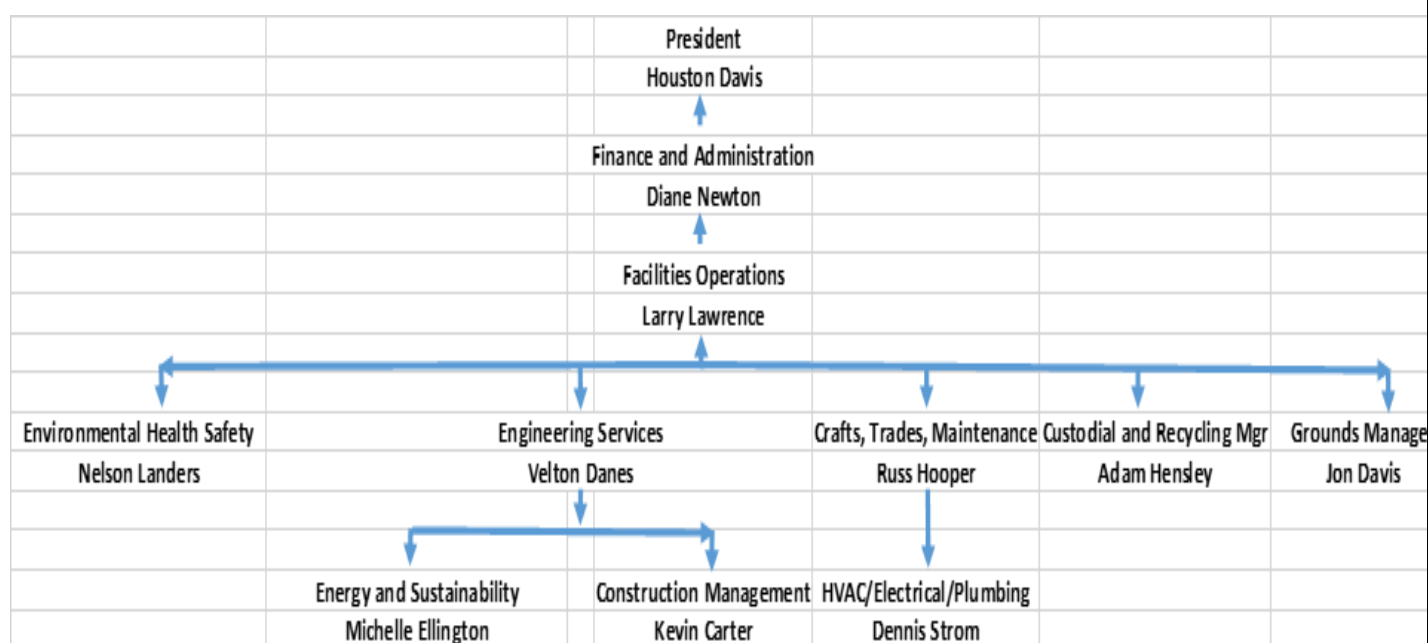 President
Houston Davis
Finance and Administration
Diane Newton
Facilities Operations
Larry Lawrence
Environmental Health Safety
Engineering Services
Crafts, Trades, Maintenance
Custodial and Recycling Mgr
Grounds Manage
Nelson Landers
Velton Danes
Russ Hooper
Adam Hensley
Jon Davis
Energy and Sustainability
Construction Management
HVAC/Electrical/Plumbing
Michelle Ellington
Kevin Carter
Dennis Strom